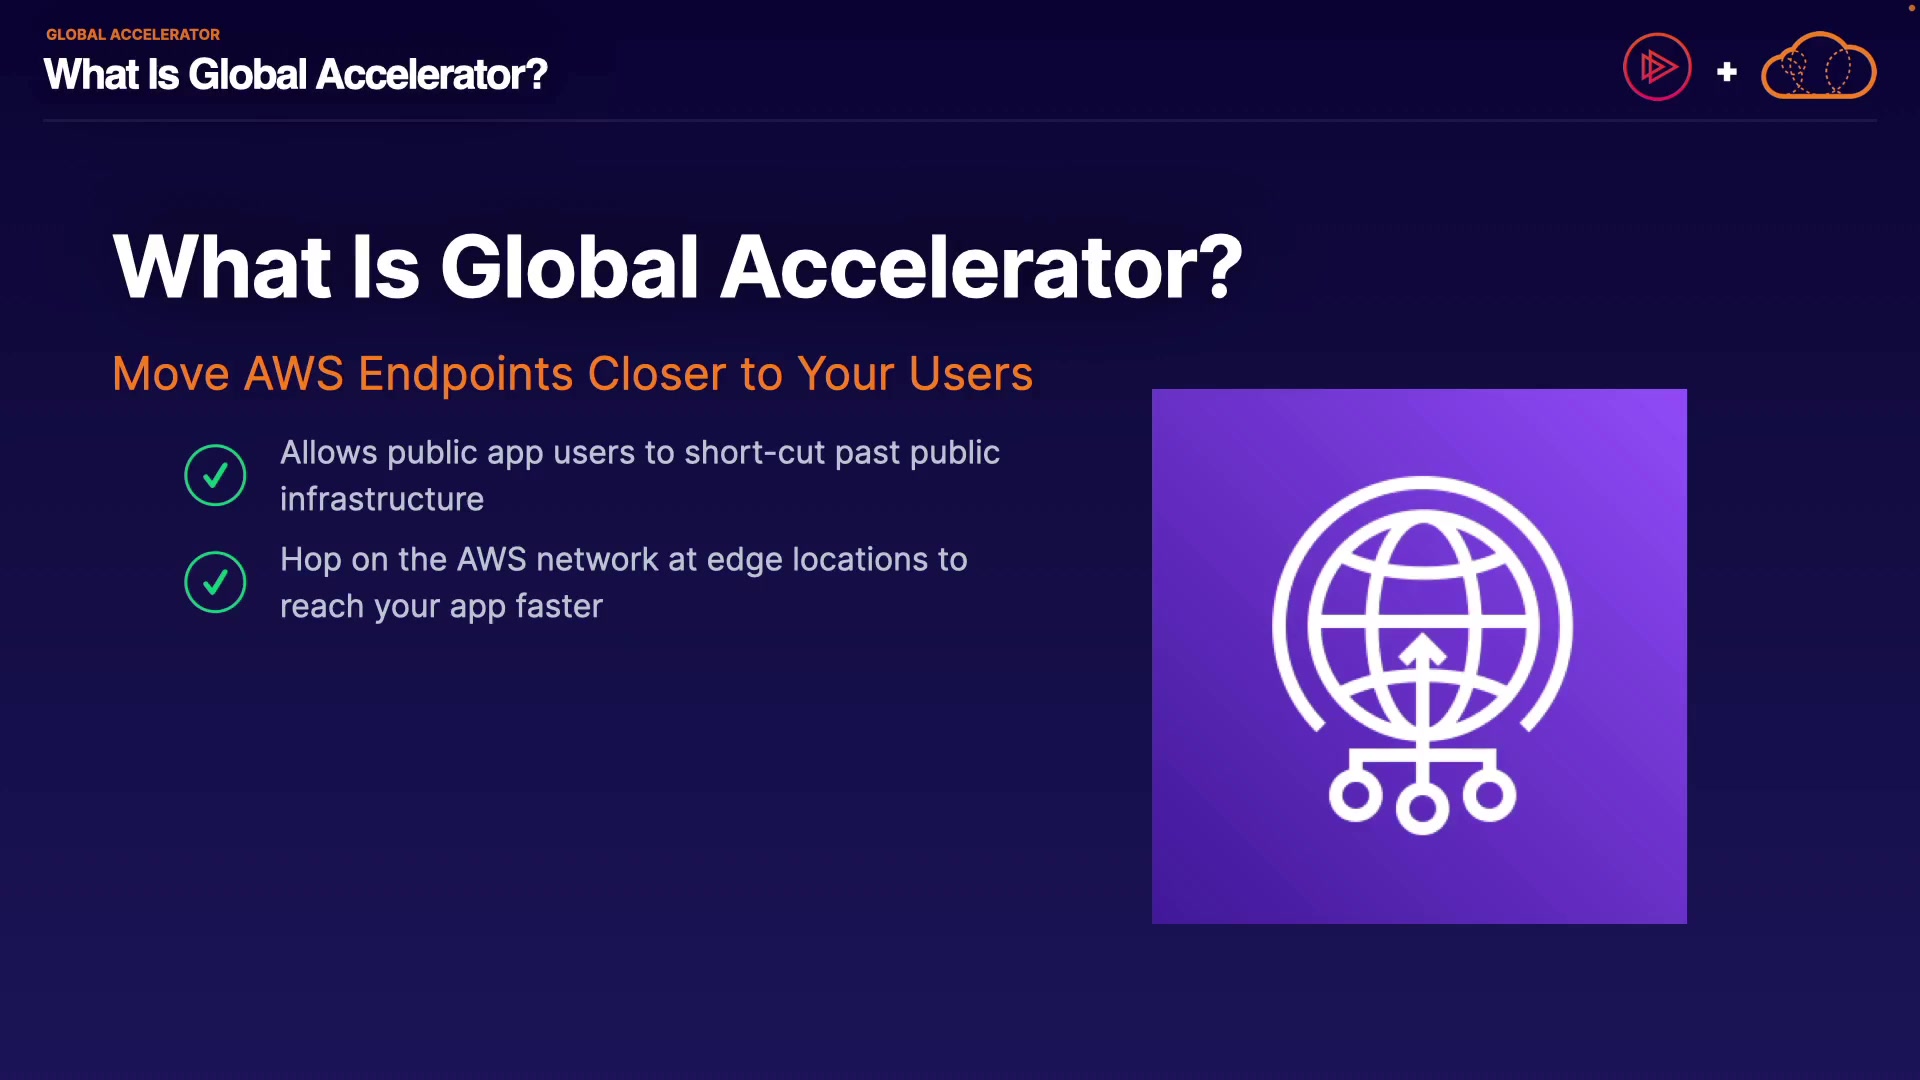 GLOBAL ACCELERATOR
What Is Global Accelerator?
What Is Global Accelerator?
Move AWS Endpoints Closer to Your Users
Allows public app users to short-cut past public
infrastructure
Hop on the AWS network at edge locations to
reach your app faster